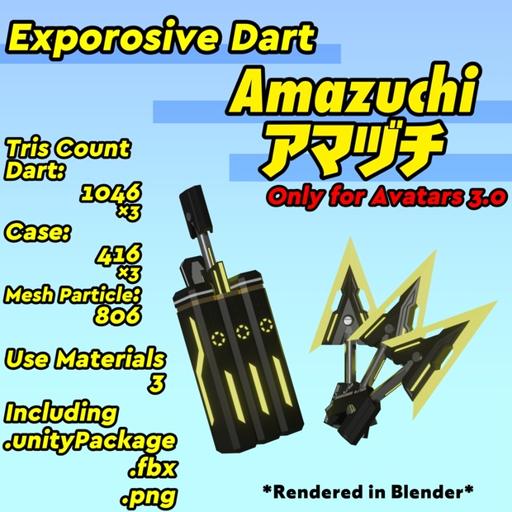 Exporosive Dart
Amazuchi
アマヅチ
Only for Avatars 3.0
Tris Count
Dart:
1046
×3
Case:
416
×3
Mesh Particle:
806
Use Materials
3
Including
.unityPackage
.fbx
.png
*Rendered in Blender*